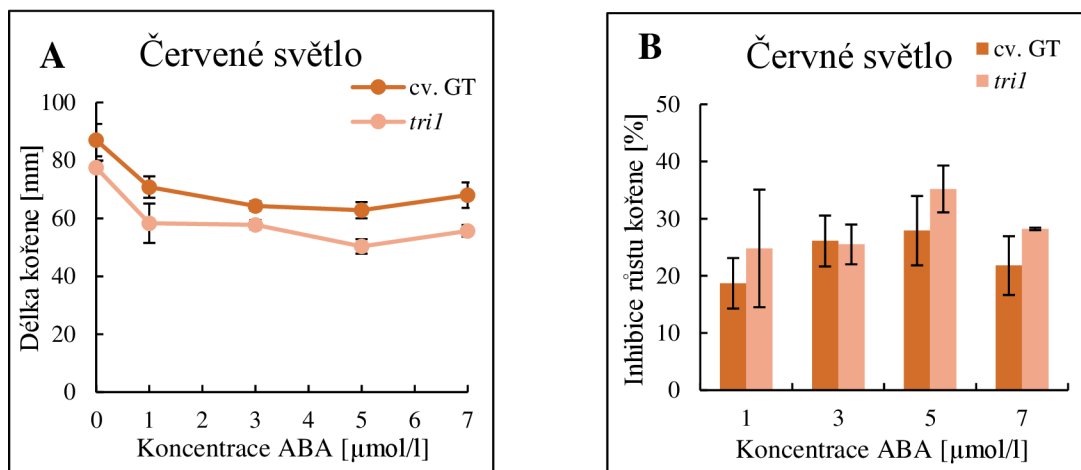 A
Červené světlo
cv. GT
tri1
Délka kořene [mm]
100
80
60
40
20
0
0 1 2 3 4 5 6 7
Koncentrace ABA [µmol/l]
B
Červné světlo
cv. GT
tri1
Inhibice růstu kořene [%]
50
40
30
20
10
0
1 3 5 7
Koncentrace ABA [µmol/l]